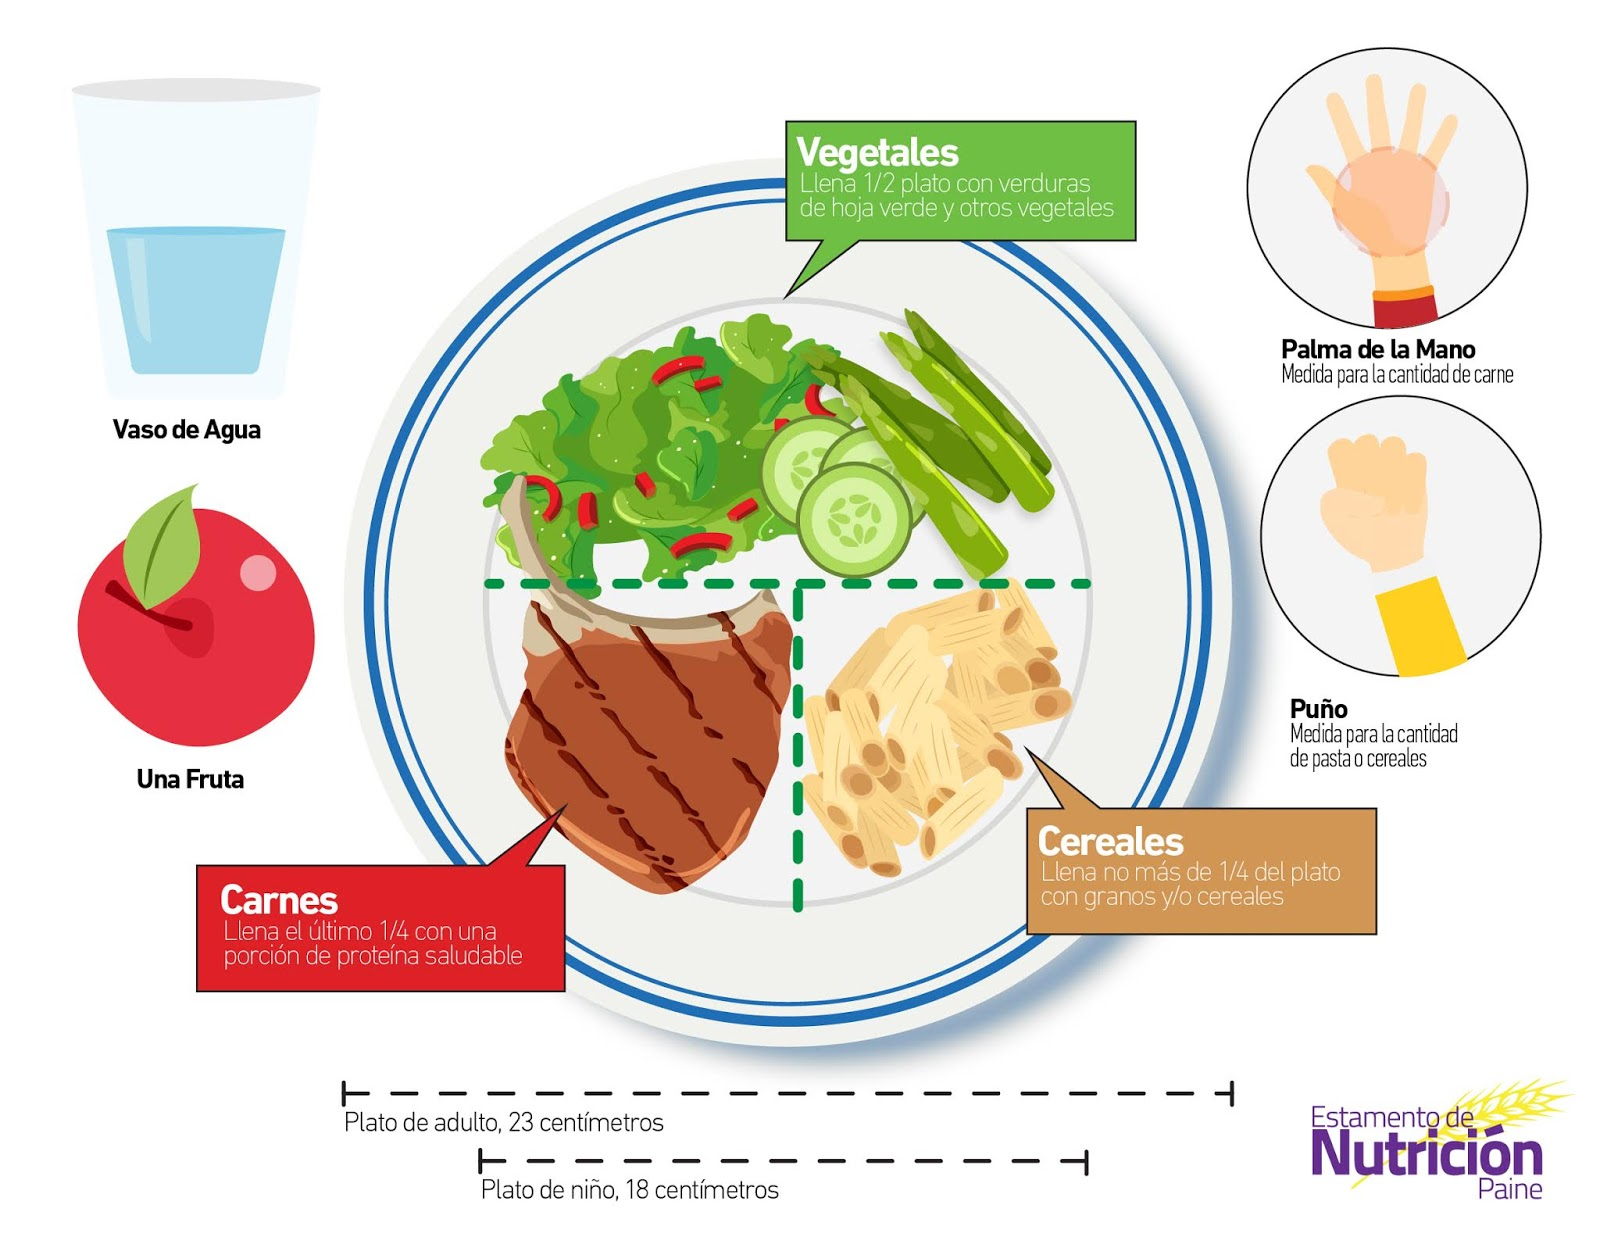 Vegetales
Llena 1/2 plato con verduras
de hoja verde y otros vegetales
Vaso de Agua
Una Fruta
Palma de la Mano
Medida para la cantidad de carne
Puño
Medida para la cantidad
de pasta o cereales
Cereales
Llena no más de 1/4 del plato
con granos y/o cereales
Carnes
Llena el último 1/4 con una
porción de proteína saludable
Plato de adulto, 23 centímetros
Plato de niño, 18 centímetros
Estamento de
Nutrición
Paine